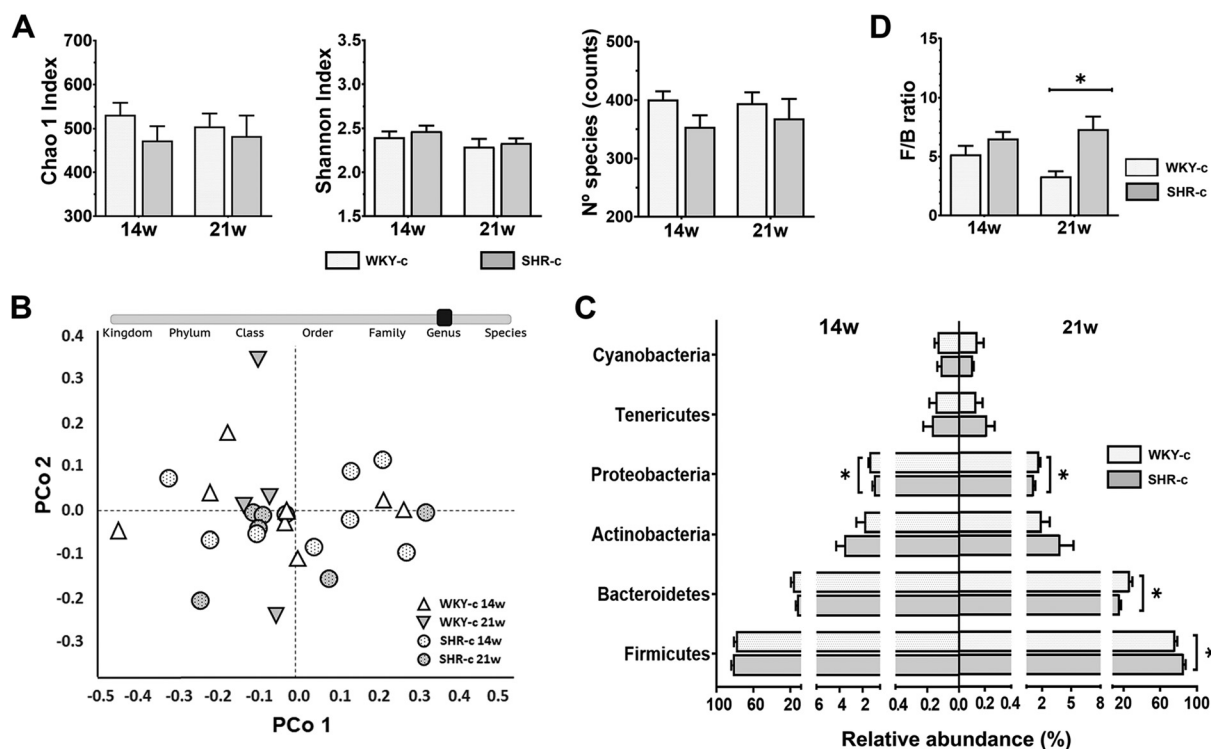 A
Chao 1 Index
700
600
500
400
300
14w
21w
Shannon Index
3.5
3.0
2.5
2.0
1.5
14w
21w
Nº species (counts)
500
400
300
200
14w
21w
WKY-c
SHR-c
D
F/B ratio
15
10
5
0
*
14w
21w
WKY-c
SHR-c
B
Kingdom Phylum Class Order Family Genus Species
PCo 2
0.4
0.3
0.2
0.1
0.0
-0.1
-0.2
-0.3
WKY-c 14w
WKY-c 21w
SHR-c 14w
SHR-c 21w
-0.5 -0.4 -0.3 -0.2 -0.1 0.0 0.1 0.2 0.3 0.4 0.5
PCo 1
C
14w
21w
Cyanobacteria
Tenericutes
Proteobacteria
Actinobacteria
Bacteroidetes
Firmicutes
*
*
*
*
WKY-c
SHR-c
100 20 6 4 2 0.4 0.2 0.0 0.2 0.4 2 5 8 20 60 100
Relative abundance (%)